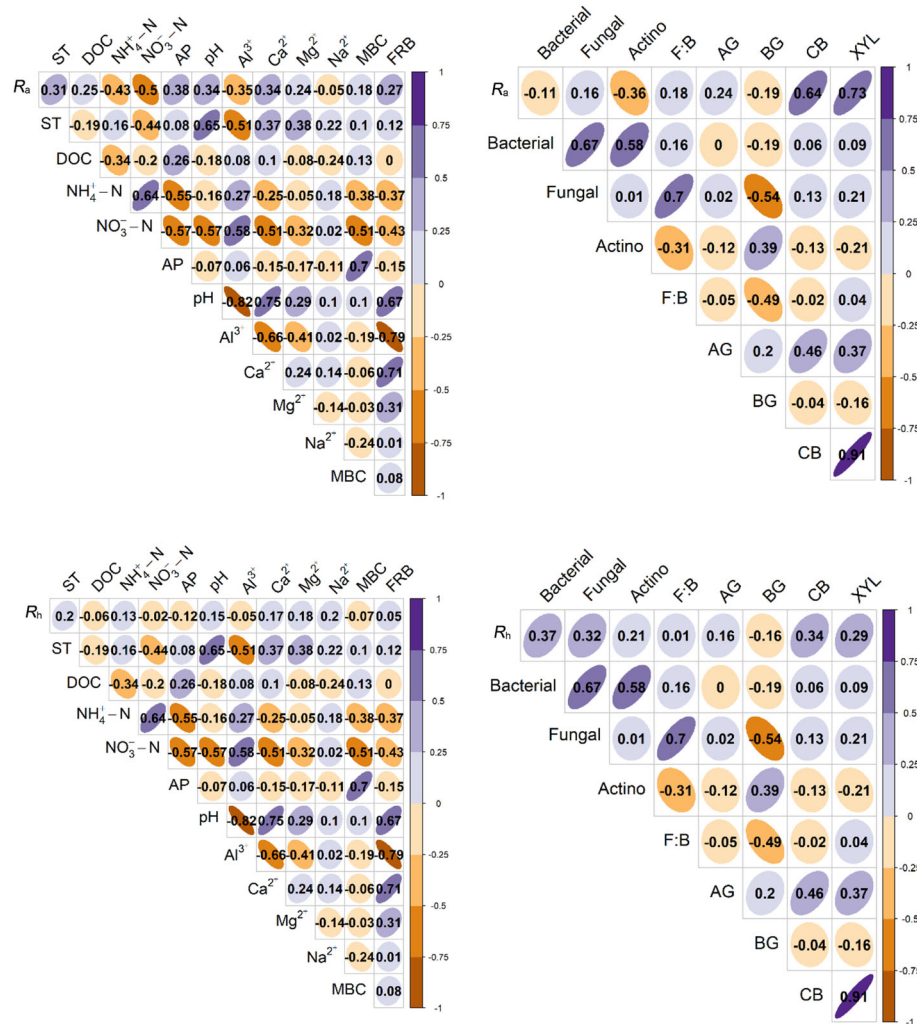 ST DOC NH₄⁺−N NO₃⁻−N AP pH Al³⁺ Ca²⁺ Mg²⁺ Na²⁺ MBC FRB
Rₐ 0.31 0.25 -0.43 -0.5 0.38 0.34 -0.35 0.34 0.24 -0.05 0.18 0.27
ST -0.19 0.16 -0.44 0.08 0.65 -0.51 0.37 0.38 0.22 0.1 0.12
DOC -0.34 -0.2 0.26 -0.18 0.08 0.1 -0.08 -0.24 0.13 0
NH₄⁺−N 0.64 -0.55 -0.16 0.27 -0.25 -0.05 0.18 -0.38 -0.37
NO₃⁻−N -0.57 -0.57 0.58 -0.51 -0.32 0.02 -0.51 -0.43
AP -0.07 0.06 -0.15 -0.17 -0.11 0.7 -0.15
pH -0.82 0.75 0.29 0.1 0.1 0.67
Al³⁺ -0.66 -0.41 0.02 -0.19 -0.79
Ca²⁺ 0.24 0.14 -0.06 0.71
Mg²⁺ -0.14 -0.03 0.31
Na²⁺ -0.24 0.01
MBC 0.08
1
0.75
0.5
0.25
0
-0.25
-0.5
-0.75
-1
Bacterial Fungal Actino F:B AG BG CB XYL
Rₐ -0.11 0.16 -0.36 0.18 0.24 -0.19 0.64 0.73
Bacterial 0.67 0.58 0.16 0 -0.19 0.06 0.09
Fungal 0.01 0.7 0.02 -0.54 0.13 0.21
Actino -0.31 -0.12 0.39 -0.13 -0.21
F:B -0.05 -0.49 -0.02 0.04
AG 0.2 0.46 0.37
BG -0.04 -0.16
CB 0.91
1
0.75
0.5
0.25
0
-0.25
-0.5
-0.75
-1
ST DOC NH₄⁺−N NO₃⁻−N AP pH Al³⁺ Ca²⁺ Mg²⁺ Na²⁺ MBC FRB
Rₕ 0.2 -0.06 0.13 -0.02 -0.12 0.15 -0.05 0.17 0.18 0.2 -0.07 0.05
ST -0.19 0.16 -0.44 0.08 0.65 -0.51 0.37 0.38 0.22 0.1 0.12
DOC -0.34 -0.2 0.26 -0.18 0.08 0.1 -0.08 -0.24 0.13 0
NH₄⁺−N 0.64 -0.55 -0.16 0.27 -0.25 -0.05 0.18 -0.38 -0.37
NO₃⁻−N -0.57 -0.57 0.58 -0.51 -0.32 0.02 -0.51 -0.43
AP -0.07 0.06 -0.15 -0.17 -0.11 0.7 -0.15
pH -0.82 0.75 0.29 0.1 0.1 0.67
Al³⁺ -0.66 -0.41 0.02 -0.19 -0.79
Ca²⁺ 0.24 0.14 -0.06 0.71
Mg²⁺ -0.14 -0.03 0.31
Na²⁺ -0.24 0.01
MBC 0.08
1
0.75
0.5
0.25
0
-0.25
-0.5
-0.75
-1
Bacterial Fungal Actino F:B AG BG CB XYL
Rₕ 0.37 0.32 0.21 0.01 0.16 -0.16 0.34 0.29
Bacterial 0.67 0.58 0.16 0 -0.19 0.06 0.09
Fungal 0.01 0.7 0.02 -0.54 0.13 0.21
Actino -0.31 -0.12 0.39 -0.13 -0.21
F:B -0.05 -0.49 -0.02 0.04
AG 0.2 0.46 0.37
BG -0.04 -0.16
CB 0.91
1
0.75
0.5
0.25
0
-0.25
-0.5
-0.75
-1